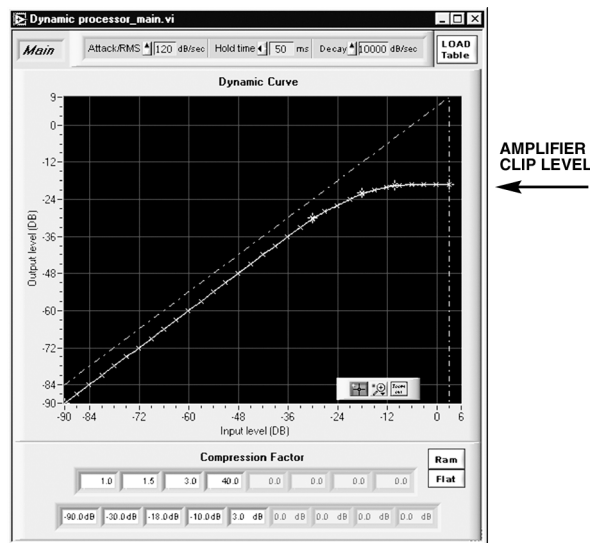 Dynamic processor_main.vi
Main
Attack/RMS 120 dB/sec Hold time 50 ms Decay 10000 dB/sec
LOAD
Table
Dynamic Curve
Output level (DB)
9
0
-12
-24
-36
-48
-60
-72
-84
-90
-90 -84 -72 -60 -48 -36 -24 -12 0 6
Input level (DB)
Zoom
out
AMPLIFIER
CLIP LEVEL
Compression Factor
Ram
Flat
1.0 1.5 3.0 40.0 0.0 0.0 0.0 0.0
-90.0dB -30.0dB -18.0dB -10.0dB 3.0 dB 0.0 dB 0.0 dB 0.0 dB 0.0 dB